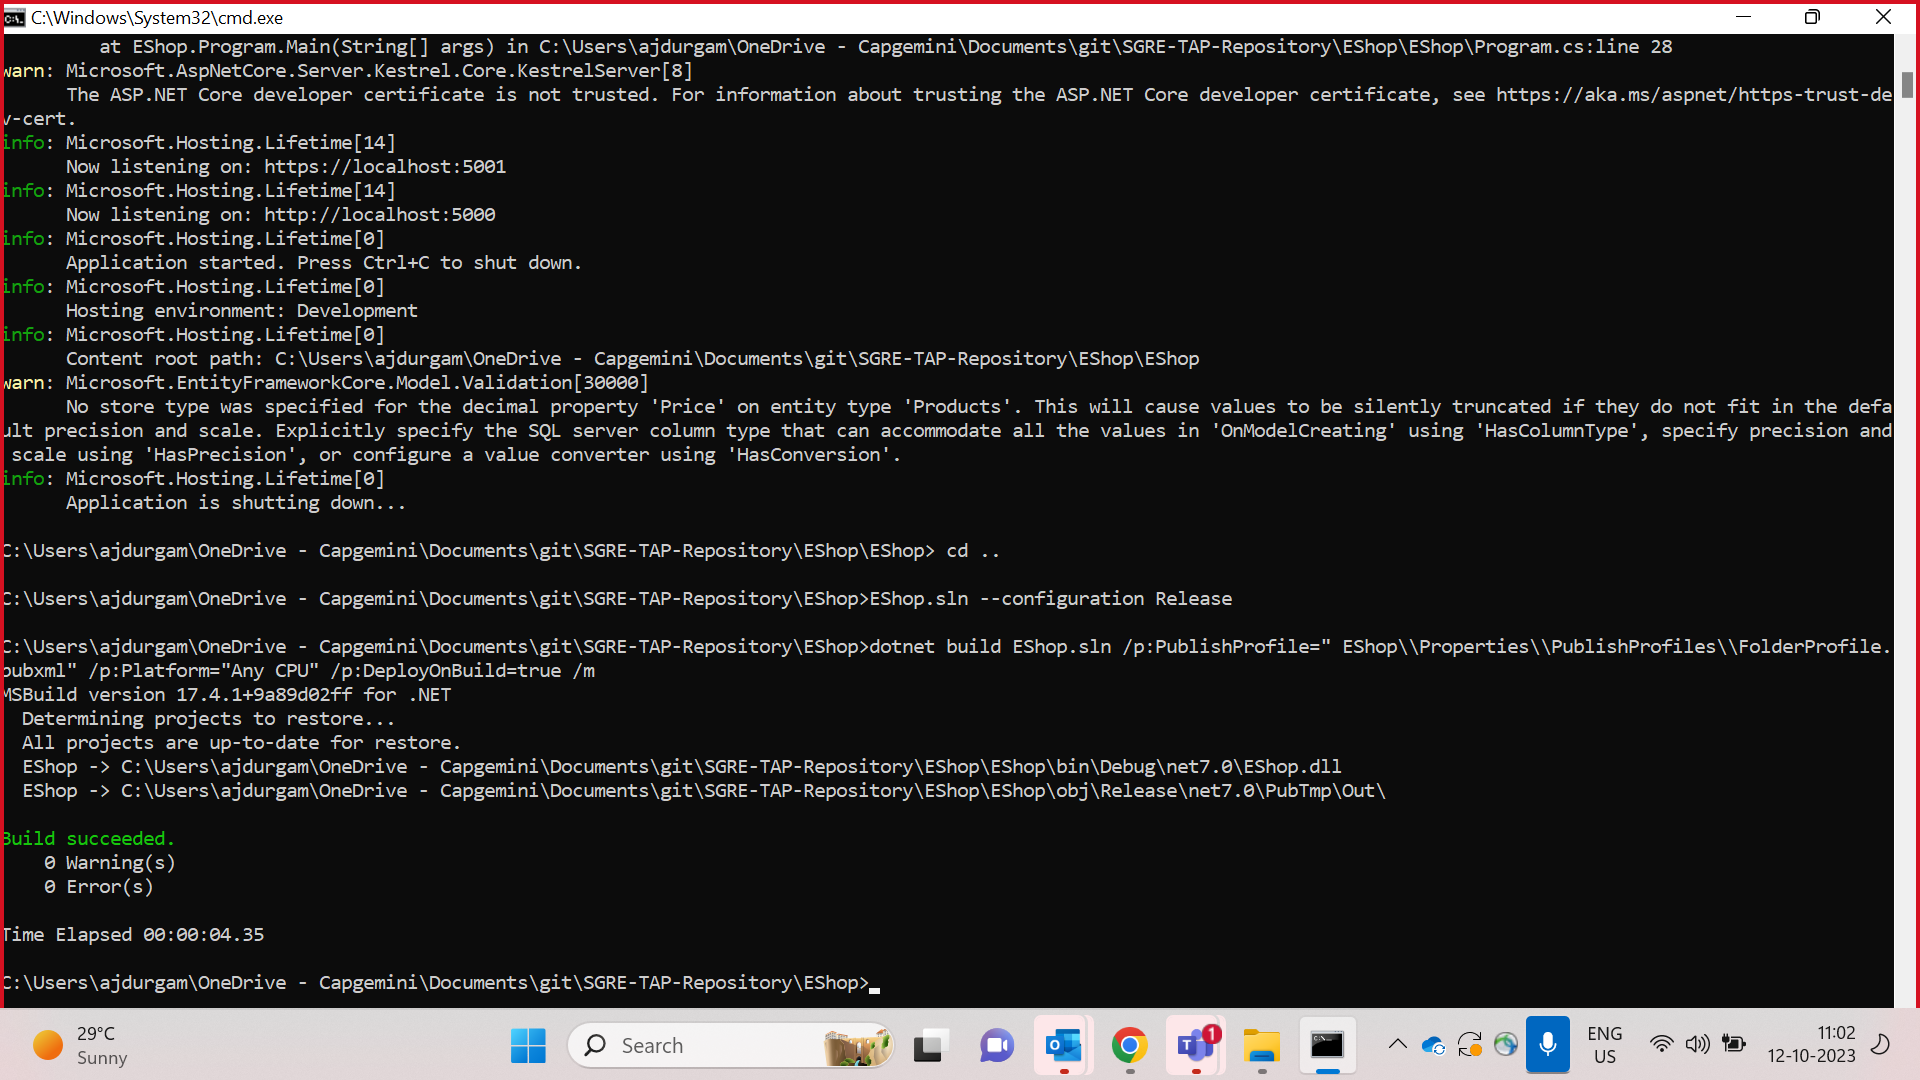 C:\Windows\System32\cmd.exe
at EShop.Program.Main(String[] args) in C:\Users\ajdurgam\OneDrive - Capgemini\Documents\git\SGRE-TAP-Repository\EShop\EShop\Program.cs:line 28
warn: Microsoft.AspNetCore.Server.Kestrel.Core.KestrelServer[8]
The ASP.NET Core developer certificate is not trusted. For information about trusting the ASP.NET Core developer certificate, see https://aka.ms/aspnet/https-trust-de
v-cert.
info: Microsoft.Hosting.Lifetime[14]
Now listening on: https://localhost:5001
info: Microsoft.Hosting.Lifetime[14]
Now listening on: http://localhost:5000
info: Microsoft.Hosting.Lifetime[0]
Application started. Press Ctrl+C to shut down.
info: Microsoft.Hosting.Lifetime[0]
Hosting environment: Development
info: Microsoft.Hosting.Lifetime[0]
Content root path: C:\Users\ajdurgam\OneDrive - Capgemini\Documents\git\SGRE-TAP-Repository\EShop\EShop
warn: Microsoft.EntityFrameworkCore.Model.Validation[30000]
No store type was specified for the decimal property 'Price' on entity type 'Products'. This will cause values to be silently truncated if they do not fit in the defa
ult precision and scale. Explicitly specify the SQL server column type that can accommodate all the values in 'OnModelCreating' using 'HasColumnType', specify precision and
scale using 'HasPrecision', or configure a value converter using 'HasConversion'.
info: Microsoft.Hosting.Lifetime[0]
Application is shutting down...
C:\Users\ajdurgam\OneDrive - Capgemini\Documents\git\SGRE-TAP-Repository\EShop\EShop> cd ..
C:\Users\ajdurgam\OneDrive - Capgemini\Documents\git\SGRE-TAP-Repository\EShop>EShop.sln --configuration Release
C:\Users\ajdurgam\OneDrive - Capgemini\Documents\git\SGRE-TAP-Repository\EShop>dotnet build EShop.sln /p:PublishProfile=" EShop\\Properties\\PublishProfiles\\FolderProfile.
pubxml" /p:Platform="Any CPU" /p:DeployOnBuild=true /m
MSBuild version 17.4.1+9a89d02ff for .NET
Determining projects to restore...
All projects are up-to-date for restore.
EShop -> C:\Users\ajdurgam\OneDrive - Capgemini\Documents\git\SGRE-TAP-Repository\EShop\EShop\bin\Debug\net7.0\EShop.dll
EShop -> C:\Users\ajdurgam\OneDrive - Capgemini\Documents\git\SGRE-TAP-Repository\EShop\EShop\obj\Release\net7.0\PubTmp\Out\
Build succeeded.
0 Warning(s)
0 Error(s)
Time Elapsed 00:00:04.35
C:\Users\ajdurgam\OneDrive - Capgemini\Documents\git\SGRE-TAP-Repository\EShop>
29°C
Sunny
Search
1
ENG
US
11:02
12-10-2023